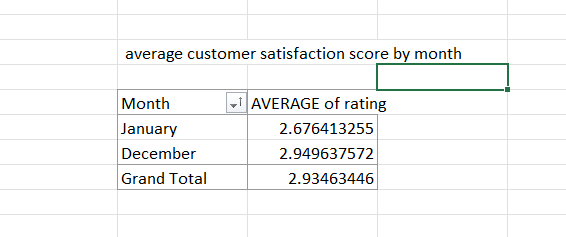 average customer satisfaction score by month
Month AVERAGE of rating
January 2.676413255
December 2.949637572
Grand Total 2.93463446